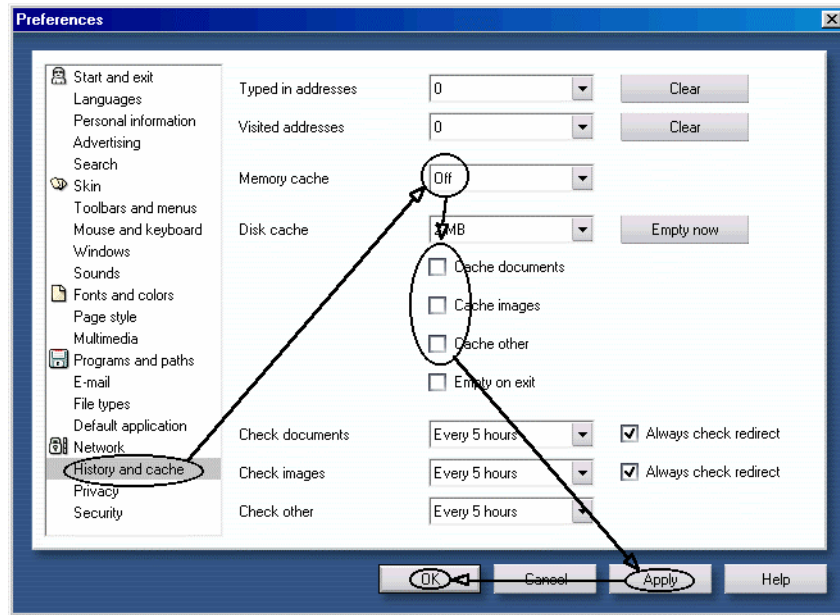 Preferences
Start and exit
Languages
Personal information
Advertising
Search
Skin
Toolbars and menus
Mouse and keyboard
Windows
Sounds
Fonts and colors
Page style
Multimedia
Programs and paths
E-mail
File types
Default application
Network
History and cache
Privacy
Security
Typed in addresses 0 Clear
Visited addresses 0 Clear
Memory cache Off
Disk cache 2 MB Empty now
Cache documents
Cache images
Cache other
Empty on exit
Check documents Every 5 hours Always check redirect
Check images Every 5 hours Always check redirect
Check other Every 5 hours
OK Cancel Apply Help